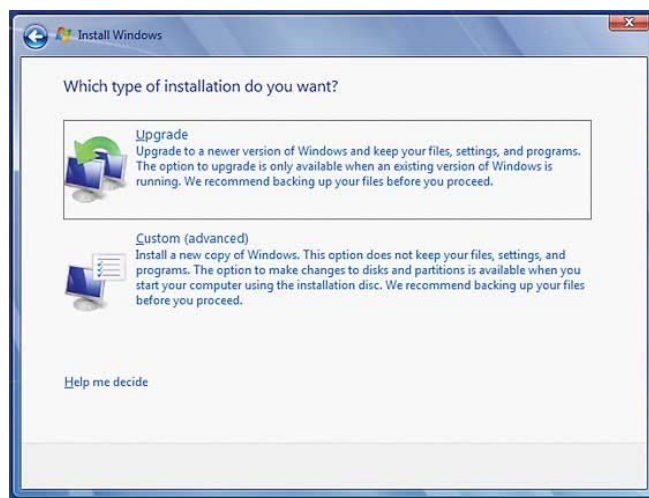 Install Windows
Which type of installation do you want?
Upgrade
Upgrade to a newer version of Windows and keep your files, settings, and programs.
The option to upgrade is only available when an existing version of Windows is
running. We recommend backing up your files before you proceed.
Custom (advanced)
Install a new copy of Windows. This option does not keep your files, settings, and
programs. The option to make changes to disks and partitions is available when you
start your computer using the installation disc. We recommend backing up your files
before you proceed.
Help me decide